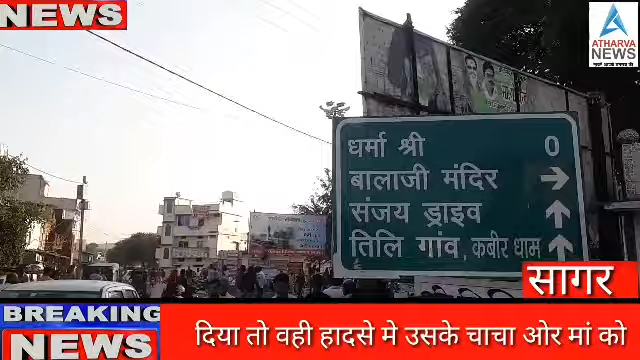 NEWS
ATHARVA
NEWS
धर्मा श्री 0
बालाजी मंदिर
संजय ड्राइव
तिलि गांव, कबीर धाम
सागर
BREAKING
NEWS
दिया तो वही हादसे मे उसके चाचा ओर मां को